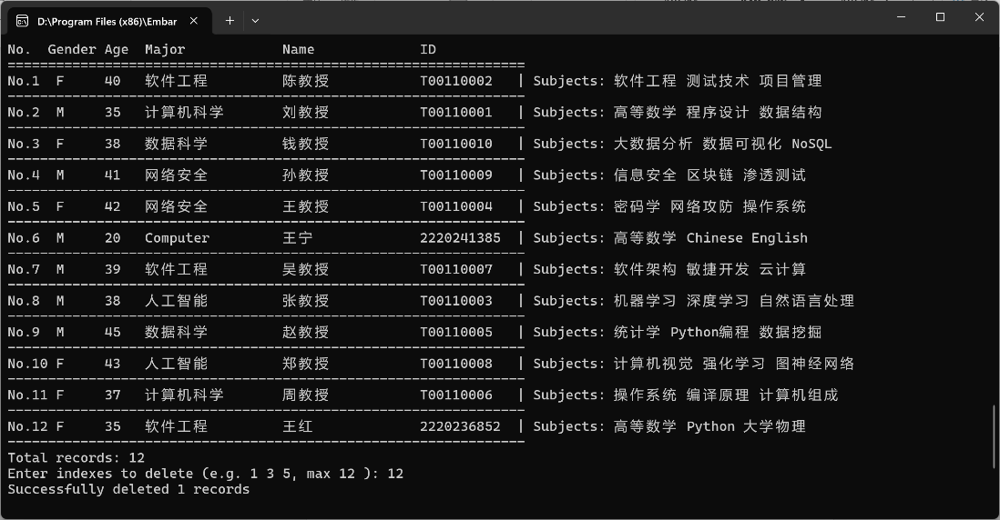 D:\Program Files (x86)\Embar
No. Gender Age Major Name ID
================================================================
No.1 F 40 软件工程 陈教授 T00110002 | Subjects: 软件工程 测试技术 项目管理
----------------------------------------------------------------
No.2 M 35 计算机科学 刘教授 T00110001 | Subjects: 高等数学 程序设计 数据结构
----------------------------------------------------------------
No.3 F 38 数据科学 钱教授 T00110010 | Subjects: 大数据分析 数据可视化 NoSQL
----------------------------------------------------------------
No.4 M 41 网络安全 孙教授 T00110009 | Subjects: 信息安全 区块链 渗透测试
----------------------------------------------------------------
No.5 F 42 网络安全 王教授 T00110004 | Subjects: 密码学 网络攻防 操作系统
----------------------------------------------------------------
No.6 M 20 Computer 王宁 2220241385 | Subjects: 高等数学 Chinese English
----------------------------------------------------------------
No.7 M 39 软件工程 吴教授 T00110007 | Subjects: 软件架构 敏捷开发 云计算
----------------------------------------------------------------
No.8 M 38 人工智能 张教授 T00110003 | Subjects: 机器学习 深度学习 自然语言处理
----------------------------------------------------------------
No.9 M 45 数据科学 赵教授 T00110005 | Subjects: 统计学 Python编程 数据挖掘
----------------------------------------------------------------
No.10 F 43 人工智能 郑教授 T00110008 | Subjects: 计算机视觉 强化学习 图神经网络
----------------------------------------------------------------
No.11 F 37 计算机科学 周教授 T00110006 | Subjects: 操作系统 编译原理 计算机组成
----------------------------------------------------------------
No.12 F 35 软件工程 王红 2220236852 | Subjects: 高等数学 Python 大学物理
----------------------------------------------------------------
Total records: 12
Enter indexes to delete (e.g. 1 3 5, max 12 ): 12
Successfully deleted 1 records